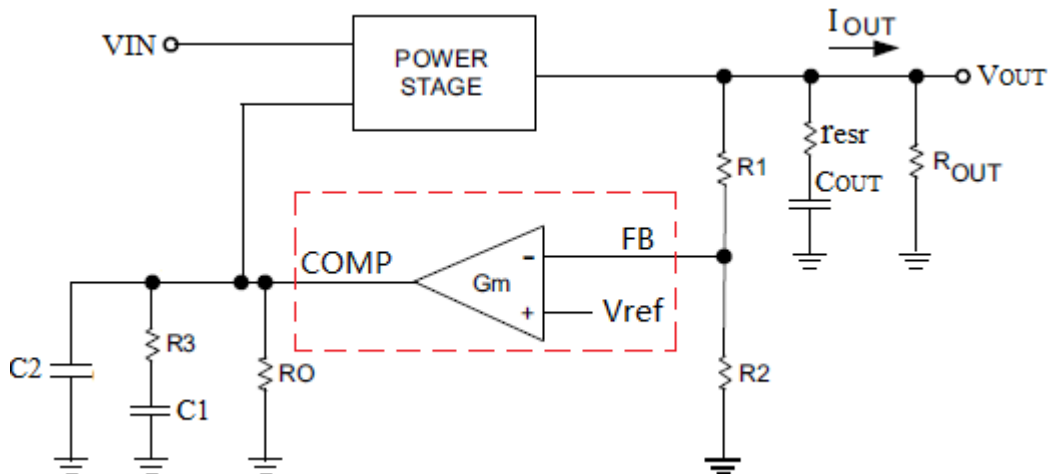 VIN
POWER
STAGE
IOUT
VOUT
R1
resr
COUT
ROUT
COMP
FB
Gm
-
+
Vref
C2
R3
C1
RO
R2